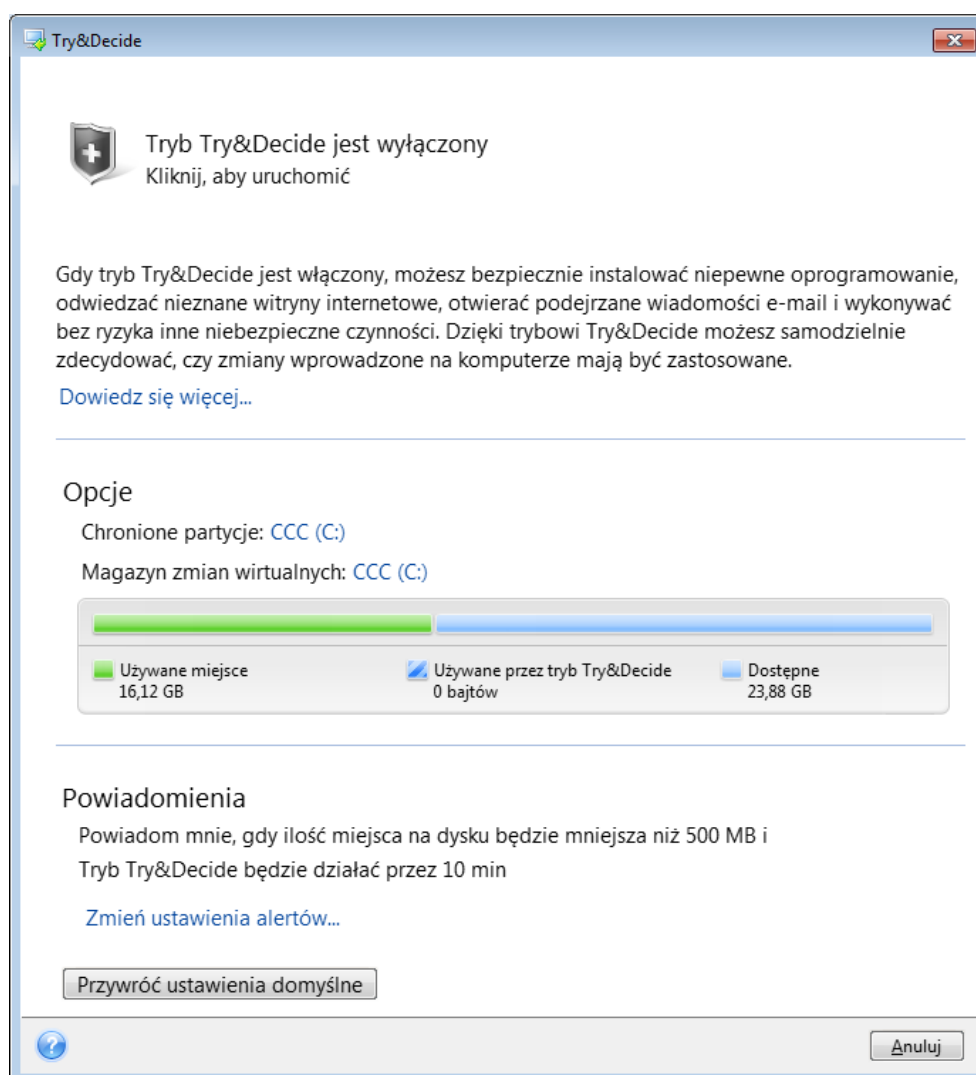 Try&Decide
Tryb Try&Decide jest wyłączony
Kliknij, aby uruchomić
Gdy tryb Try&Decide jest włączony, możesz bezpiecznie instalować niepewne oprogramowanie,
odwiedzać nieznane witryny internetowe, otwierać podejrzane wiadomości e-mail i wykonywać
bez ryzyka inne niebezpieczne czynności. Dzięki trybowi Try&Decide możesz samodzielnie
zdecydować, czy zmiany wprowadzone na komputerze mają być zastosowane.
Dowiedz się więcej...
Opcje
Chronione partycje: CCC (C:)
Magazyn zmian wirtualnych: CCC (C:)
Używane miejsce
16,12 GB
Używane przez tryb Try&Decide
0 bajtów
Dostępne
23,88 GB
Powiadomienia
Powiadom mnie, gdy ilość miejsca na dysku będzie mniejsza niż 500 MB i
Tryb Try&Decide będzie działać przez 10 min
Zmień ustawienia alertów...
Przywróć ustawienia domyślne
Anuluj